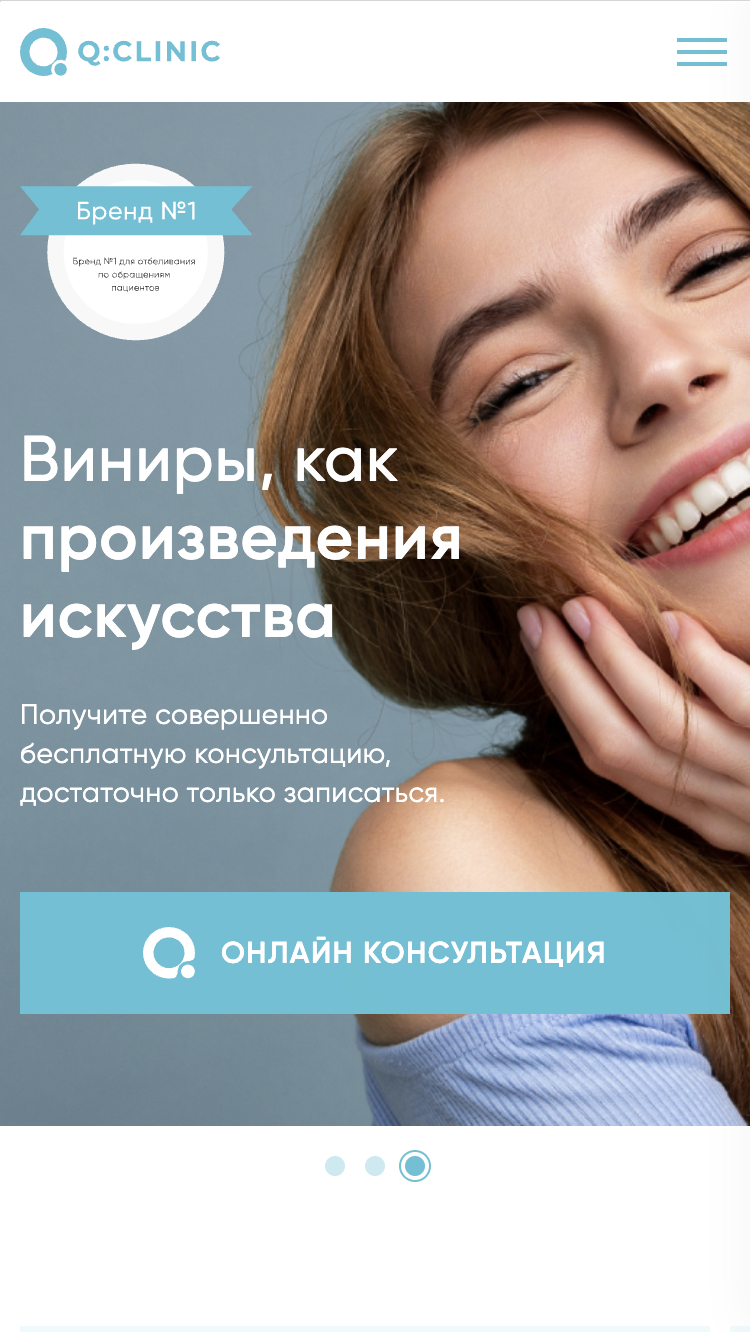 Q:CLINIC
Бренд №1
Бренд №1 для отбеливания
по обращениям
пациентов
Виниры, как
произведения
искусства
Получите совершенно
бесплатную консультацию,
достаточно только записаться.
ОНЛАЙН КОНСУЛЬТАЦИЯ